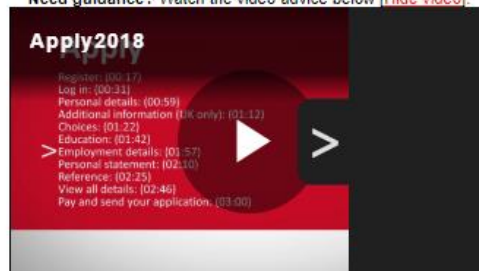 Need guidance? Watch the video advice below [Hide video].
Apply2018
Apply
Register: (00:17)
Log in: (00:31)
Personal details: (00:59)
Additional information (UK only): (01:12)
Choices: (01:22)
Education: (01:42)
>Employment details: (01:57)
Personal statement: (02:10)
Reference: (02:25)
View all details: (02:46)
Pay and send your application: (03:00)
>